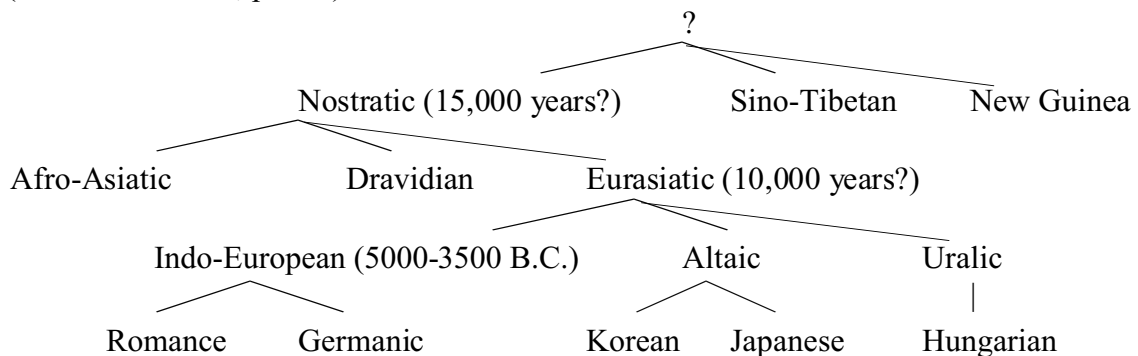 ?
Nostratic (15,000 years?) Sino-Tibetan New Guinea
Afro-Asiatic Dravidian Eurasiatic (10,000 years?)
Indo-European (5000-3500 B.C.) Altaic Uralic
Romance Germanic Korean Japanese Hungarian